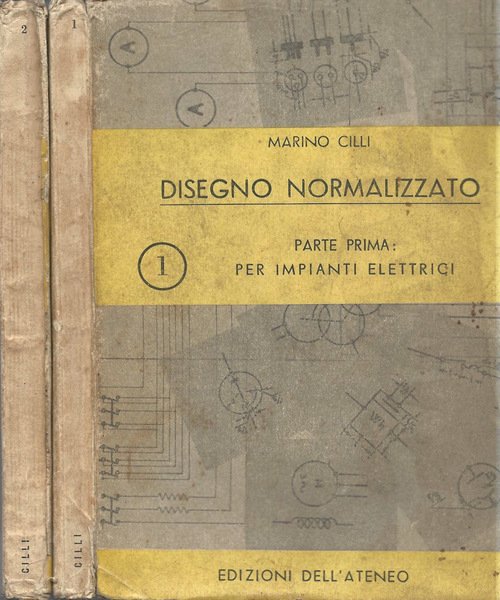 2
1
CILLI
CILLI
A
A
MARINO CILLI
DISEGNO NORMALIZZATO
1
PARTE PRIMA:
PER IMPIANTI ELETTRICI
EDIZIONI DELL'ATENEO